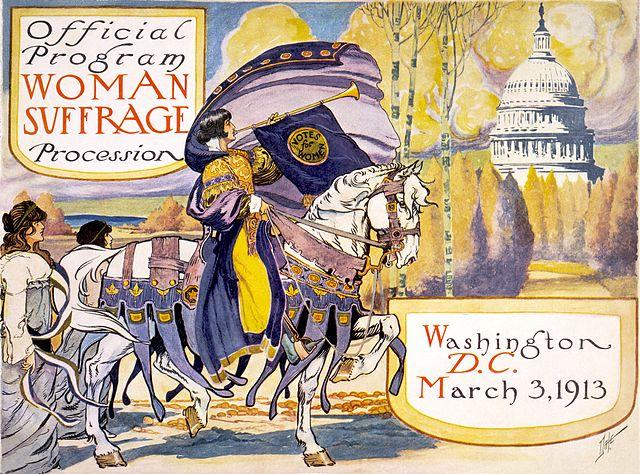 Official
Program
WOMAN
SUFFRAGE
Procession
VOTES
for
WOMEN
Washington
D.C.
March 3, 1913